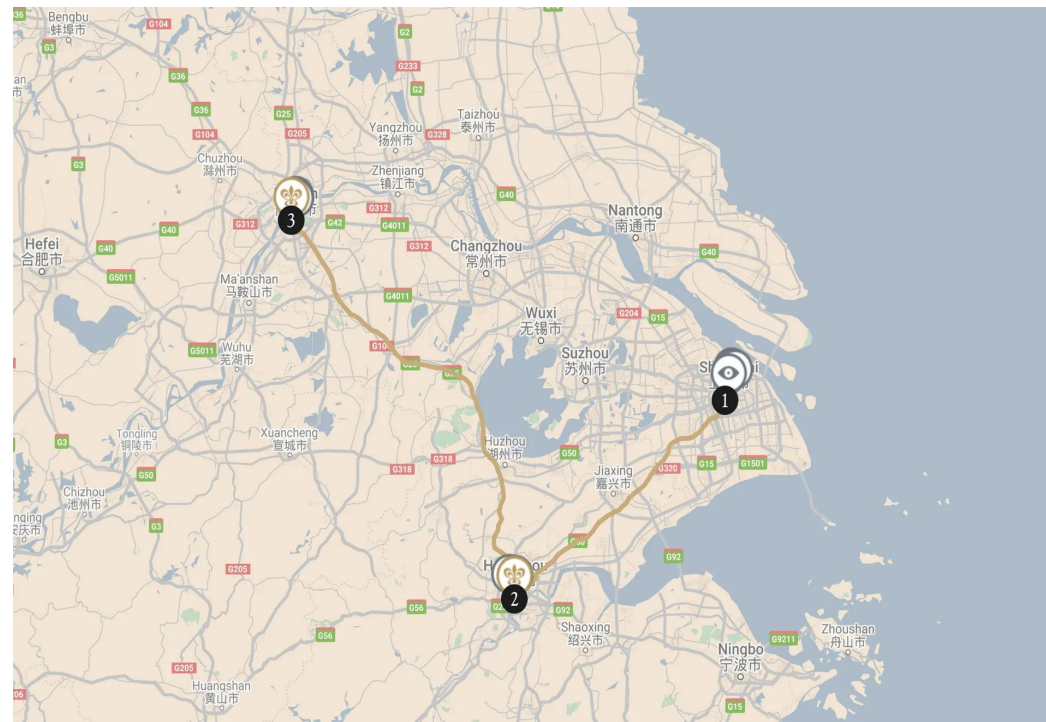 Bengbu
蚌埠市
G104
G3
G36
G36
G104
G25
G205
G2
G233
G2
Yangzhou
扬州市
G328
Taizhou
泰州市
Chuzhou
滁州市
G3
Zhenjiang
镇江市
G40
G312
G4011
G312
G42
G312
3
Nantong
南通市
G40
Hefei
合肥市
G40
G40
G5011
Changzhou
常州市
Ma'anshan
马鞍山市
G4011
Wuxi
无锡市
G204
G15
Wuhu
芜湖市
G5011
Suzhou
苏州市
1
Tongling
铜陵市
G3
Xuancheng
宣城市
Huzhou
湖州市
G318
G318
G50
G50
Jiaxing
嘉兴市
G320
G15
G1501
Chizhou
池州市
G3
G205
G92
2
G56
G56
G92
Shaoxing
绍兴市
G9211
Zhoushan
舟山市
Ningbo
宁波市
G205
Huangshan
黄山市
G15